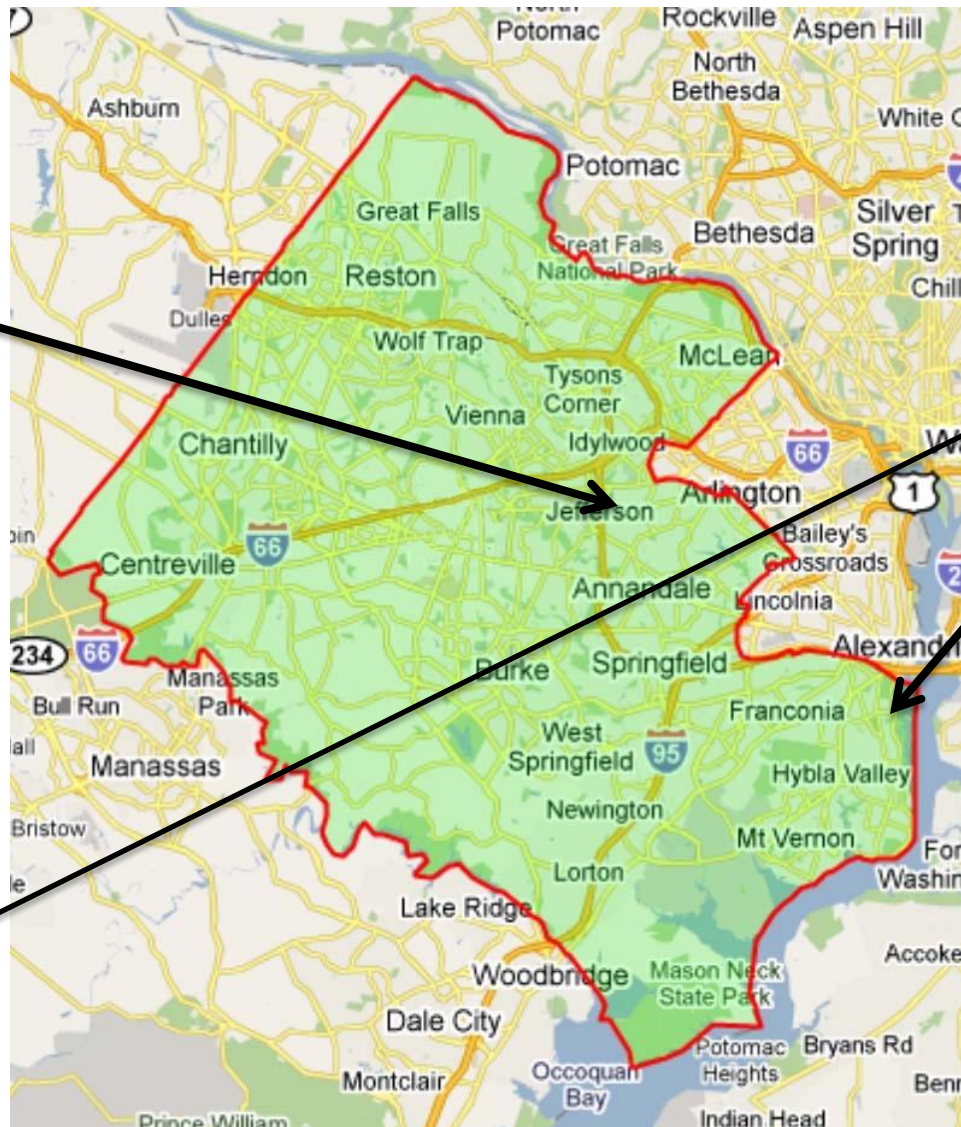 Potomac
Rockville
Aspen Hill
North
Bethesda
Ashburn
White
Potomac
Great Falls
Silver
Spring
Bethesda
Great Falls
National Park
Herndon
Reston
Dulles
Wolf Trap
McLean
Tysons
Corner
Vienna
Idylwood
Chantilly
66
1
Arlington
Jefferson
Bailey's
Crossroads
66
Centreville
Annandale
Lincolnia
234
66
Burke
Springfield
Manassas
Park
Bull Run
Franconia
West
Springfield
95
Manassas
Hybla Valley
Newington
Bristow
Mt Vernon
Lorton
Lake Ridge
Woodbridge
Mason Neck
State Park
Dale City
Potomac
Heights
Bryans Rd
Montclair
Occoquan
Bay
Prince William
Indian Head